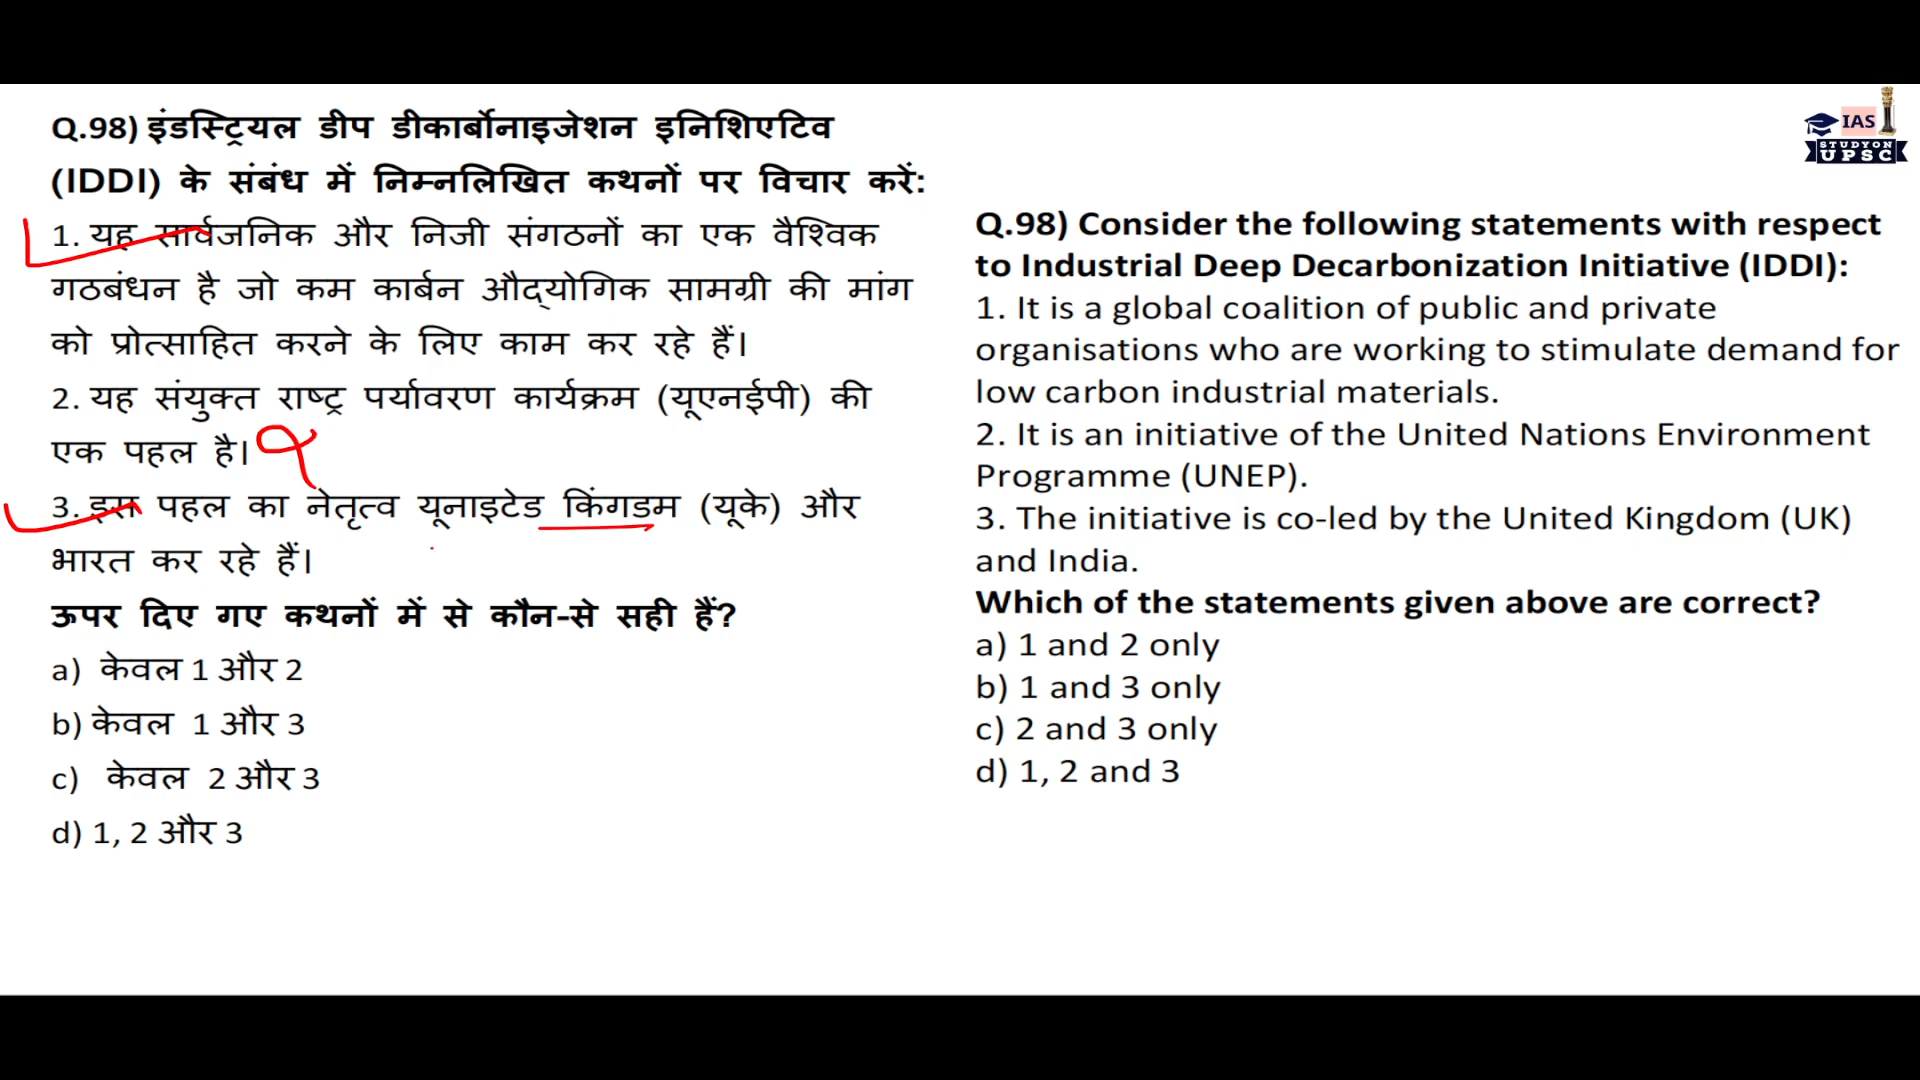 Q.98) इंडस्ट्रियल डीप डीकार्बोनाइजेशन इनिशिएटिव
(IDDI) के संबंध में निम्नलिखित कथनों पर विचार करें:
1. यह सार्वजनिक और निजी संगठनों का एक वैश्विक
गठबंधन है जो कम कार्बन औद्योगिक सामग्री की मांग
को प्रोत्साहित करने के लिए काम कर रहे हैं।
2. यह संयुक्त राष्ट्र पर्यावरण कार्यक्रम (यूएनईपी) की
एक पहल है।
3. इस पहल का नेतृत्व यूनाइटेड किंगडम (यूके) और
भारत कर रहे हैं।
ऊपर दिए गए कथनों में से कौन-से सही हैं?
a) केवल 1 और 2
b) केवल 1 और 3
c) केवल 2 और 3
d) 1, 2 और 3
Q.98) Consider the following statements with respect
to Industrial Deep Decarbonization Initiative (IDDI):
1. It is a global coalition of public and private
organisations who are working to stimulate demand for
low carbon industrial materials.
2. It is an initiative of the United Nations Environment
Programme (UNEP).
3. The initiative is co-led by the United Kingdom (UK)
and India.
Which of the statements given above are correct?
a) 1 and 2 only
b) 1 and 3 only
c) 2 and 3 only
d) 1, 2 and 3
IAS
STUDYON
UPSC